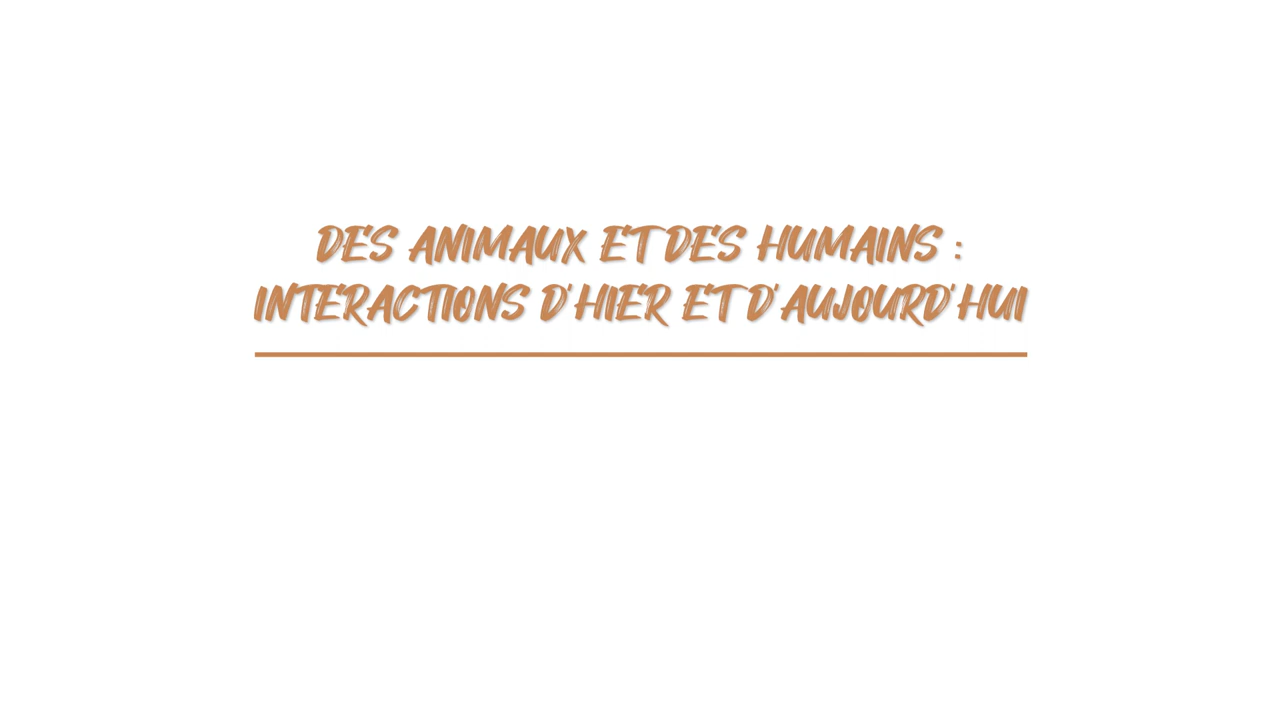 DES ANIMAUX ET DES HUMAINS :
INTERACTIONS D'HIER ET D'AUJOURD'HUI